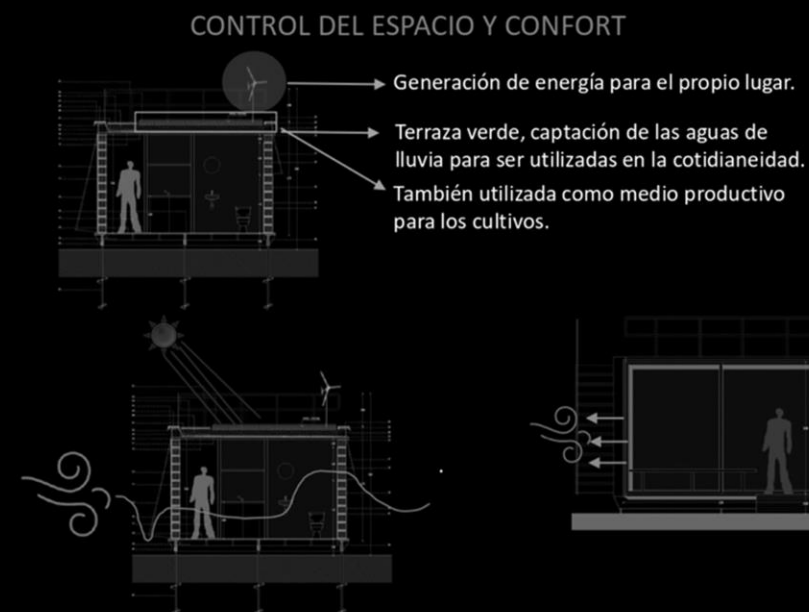 CONTROL DEL ESPACIO Y CONFORT
Generación de energía para el propio lugar.
Terraza verde, captación de las aguas de
lluvia para ser utilizadas en la cotidianeidad.
También utilizada como medio productivo
para los cultivos.